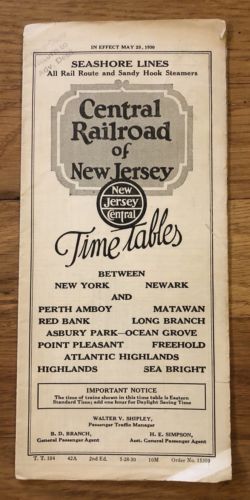 IN EFFECT MAY 25, 1930
SEASHORE LINES
All Rail Route and Sandy Hook Steamers
Central
Railroad
of
New Jersey
New
Jersey
Central
Time tables
BETWEEN
NEW YORK NEWARK
AND
PERTH AMBOY MATAWAN
RED BANK LONG BRANCH
ASBURY PARK—OCEAN GROVE
POINT PLEASANT FREEHOLD
ATLANTIC HIGHLANDS
HIGHLANDS SEA BRIGHT
IMPORTANT NOTICE
The time of trains shown in this time table is Eastern
Standard Time; add one hour for Daylight Saving Time
WALTER V. SHIPLEY,
Passenger Traffic Manager
B. D. BRANCH, H. E. SIMPSON,
General Passenger Agent Asst. General Passenger Agent
T. T. 104 42A 2nd Ed. 5-28-30 10M Order No. 15309